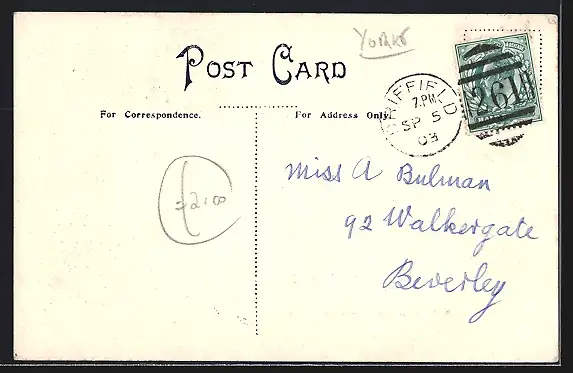 YORKS
POST CARD
For Correspondence.
For Address Only.
DRIFFIELD
7.PM
SP 5
03
261
£2.00
Miss A Bulman
92 Walkergate
Beverley